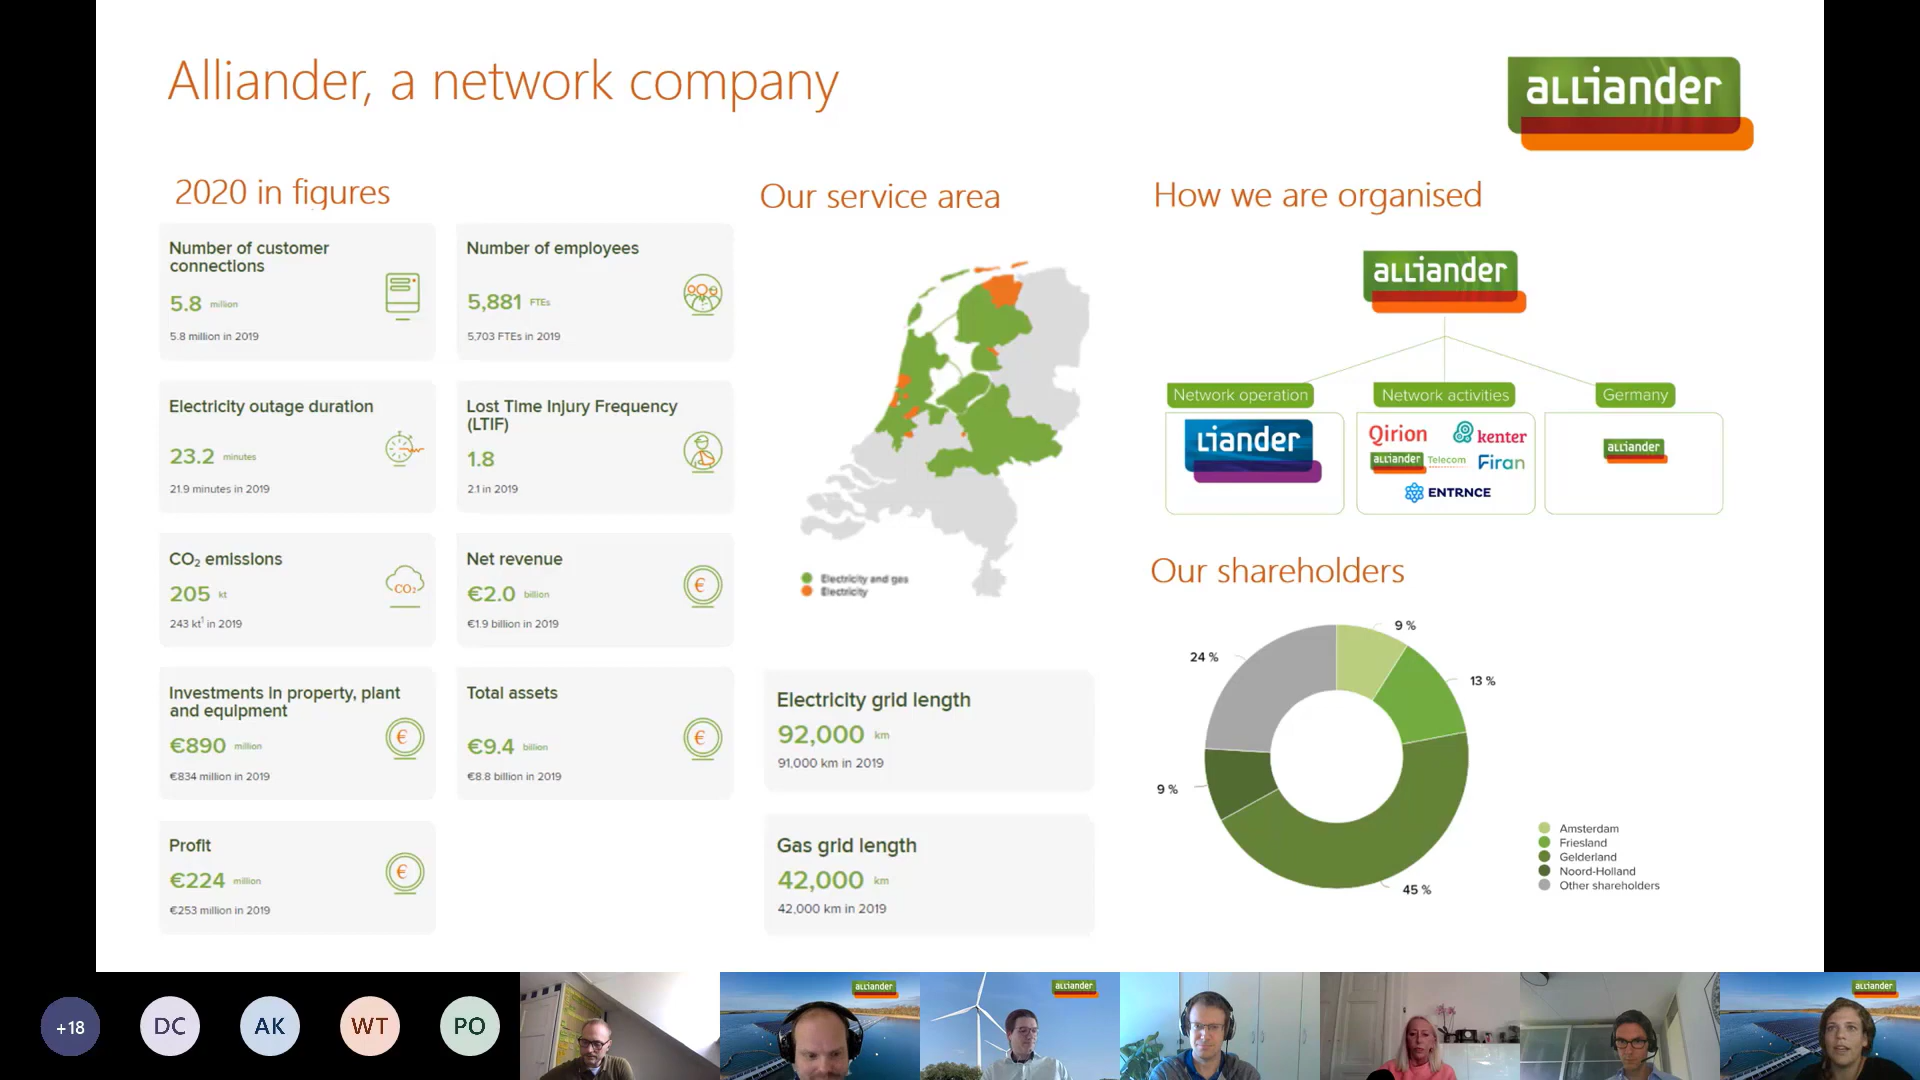 Alliander, a network company
alliander
2020 in figures
Number of customer
connections
5.8 million
5.8 million in 2019
Number of employees
5,881 FTEs
5,703 FTEs in 2019
Electricity outage duration
23.2 minutes
21.9 minutes in 2019
Lost Time Injury Frequency
(LTIF)
1.8
2.1 in 2019
CO₂ emissions
205 kt
243 kt¹ in 2019
CO₂
Net revenue
€2.0 billion
€1.9 billion in 2019
€
Investments in property, plant
and equipment
€890 million
€834 million in 2019
€
Total assets
€9.4 billion
€8.8 billion in 2019
€
Profit
€224 million
€253 million in 2019
€
Our service area
Electricity and gas
Electricity
Electricity grid length
92,000 km
91,000 km in 2019
Gas grid length
42,000 km
42,000 km in 2019
How we are organised
alliander
Network operation
Liander
Network activities
Qirion
kenter
alliander Telecom
Firan
ENTRNCE
Germany
alliander
Our shareholders
9 %
13 %
45 %
9 %
24 %
Amsterdam
Friesland
Gelderland
Noord-Holland
Other shareholders
+18
DC
AK
WT
PO
alliander
alliander
alliander